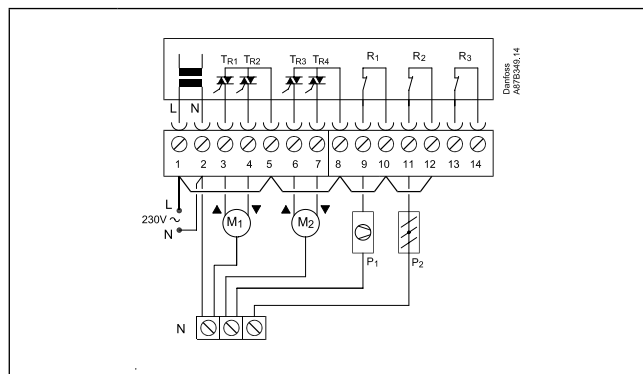 TR1 TR2 TR3 TR4 R1 R2 R3
Danfoss
A87B349.14
L N
1 2 3 4 5 6 7 8 9 10 11 12 13 14
L
230V ~
N
▲ M1 ▼ ▲ M2 ▼
P1 P2
N